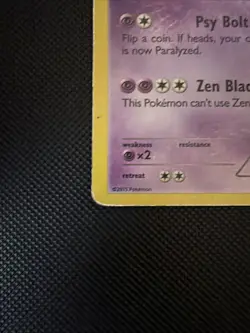 Psy Bolt
Flip a coin. If heads, your
is now Paralyzed.
Zen Blad
This Pokémon can't use Zen
weakness resistance
×2
retreat
©2015 Pokémon